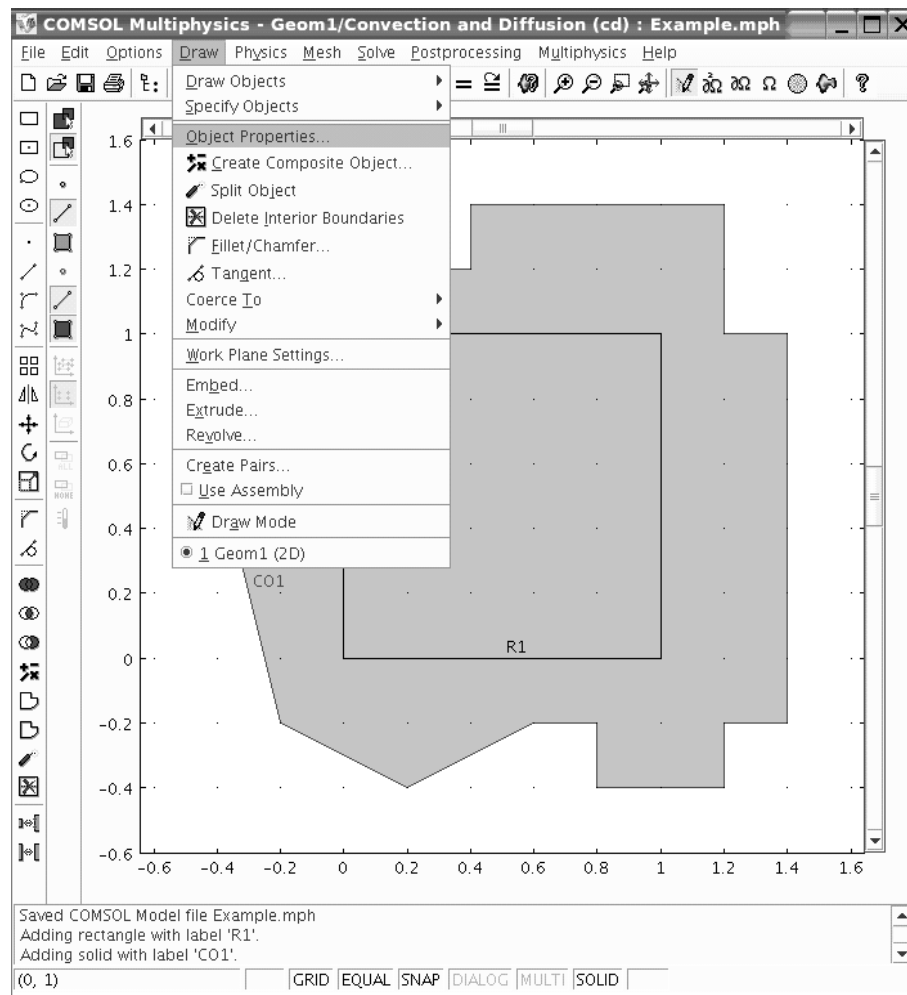 COMSOL Multiphysics - Geom1/Convection and Diffusion (cd) : Example.mph
File Edit Options Draw Physics Mesh Solve Postprocessing Multiphysics Help
Draw Objects
Specify Objects
Object Properties...
Create Composite Object...
Split Object
Delete Interior Boundaries
Fillet/Chamfer...
Tangent...
Coerce To
Modify
Work Plane Settings...
Embed...
Extrude...
Revolve...
Create Pairs...
Use Assembly
Draw Mode
1 Geom1 (2D)
ALL
NONE
1.6
1.4
1.2
1
0.8
0.6
0.4
0.2
0
-0.2
-0.4
-0.6
CO1
R1
-0.6 -0.4 -0.2 0 0.2 0.4 0.6 0.8 1 1.2 1.4 1.6
Saved COMSOL Model file Example.mph
Adding rectangle with label 'R1'.
Adding solid with label 'CO1'.
(0, 1) GRID EQUAL SNAP DIALOG MULTI SOLID